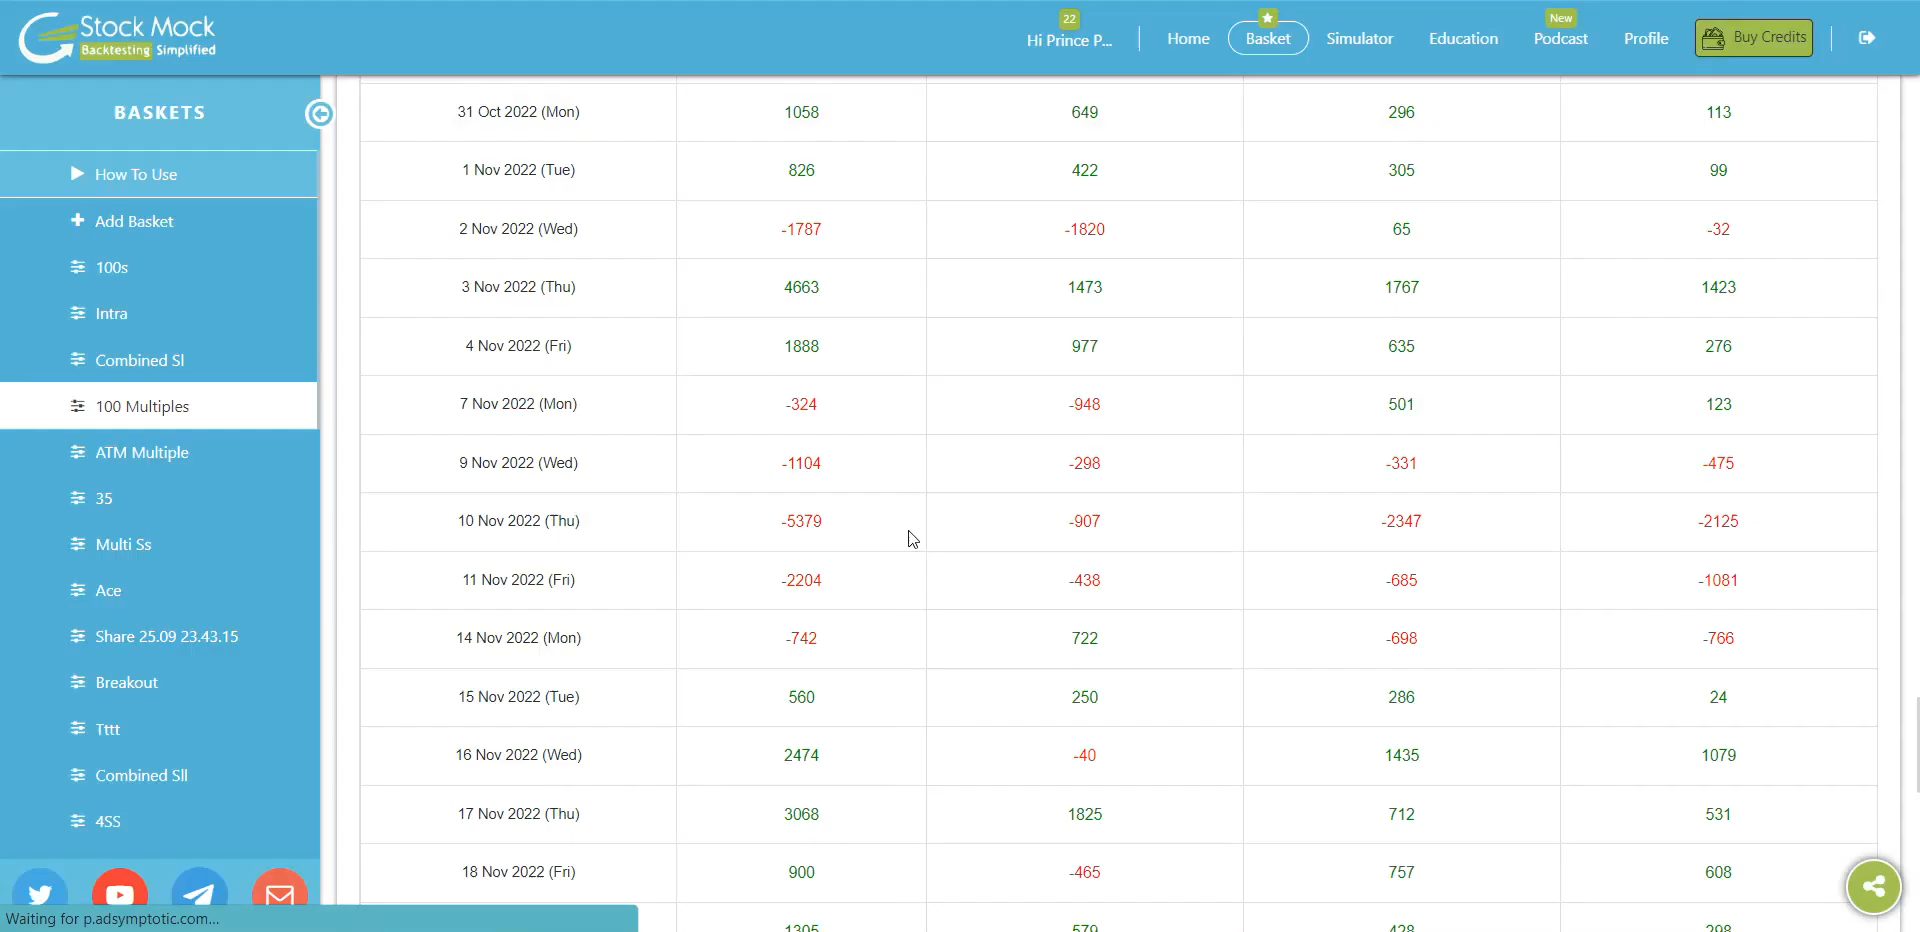 Stock Mock
Backtesting Simplified
22
Hi Prince P...
Home
Basket
Simulator
Education
New
Podcast
Profile
Buy Credits
BASKETS
How To Use
Add Basket
100s
Intra
Combined Sl
100 Multiples
ATM Multiple
35
Multi Ss
Ace
Share 25.09 23.43.15
Breakout
Tttt
Combined Sll
4SS
Waiting for p.adsymptotic.com...
31 Oct 2022 (Mon) 1058 649 296 113
1 Nov 2022 (Tue) 826 422 305 99
2 Nov 2022 (Wed) -1787 -1820 65 -32
3 Nov 2022 (Thu) 4663 1473 1767 1423
4 Nov 2022 (Fri) 1888 977 635 276
7 Nov 2022 (Mon) -324 -948 501 123
9 Nov 2022 (Wed) -1104 -298 -331 -475
10 Nov 2022 (Thu) -5379 -907 -2347 -2125
11 Nov 2022 (Fri) -2204 -438 -685 -1081
14 Nov 2022 (Mon) -742 722 -698 -766
15 Nov 2022 (Tue) 560 250 286 24
16 Nov 2022 (Wed) 2474 -40 1435 1079
17 Nov 2022 (Thu) 3068 1825 712 531
18 Nov 2022 (Fri) 900 -465 757 608
1305 579 428 298